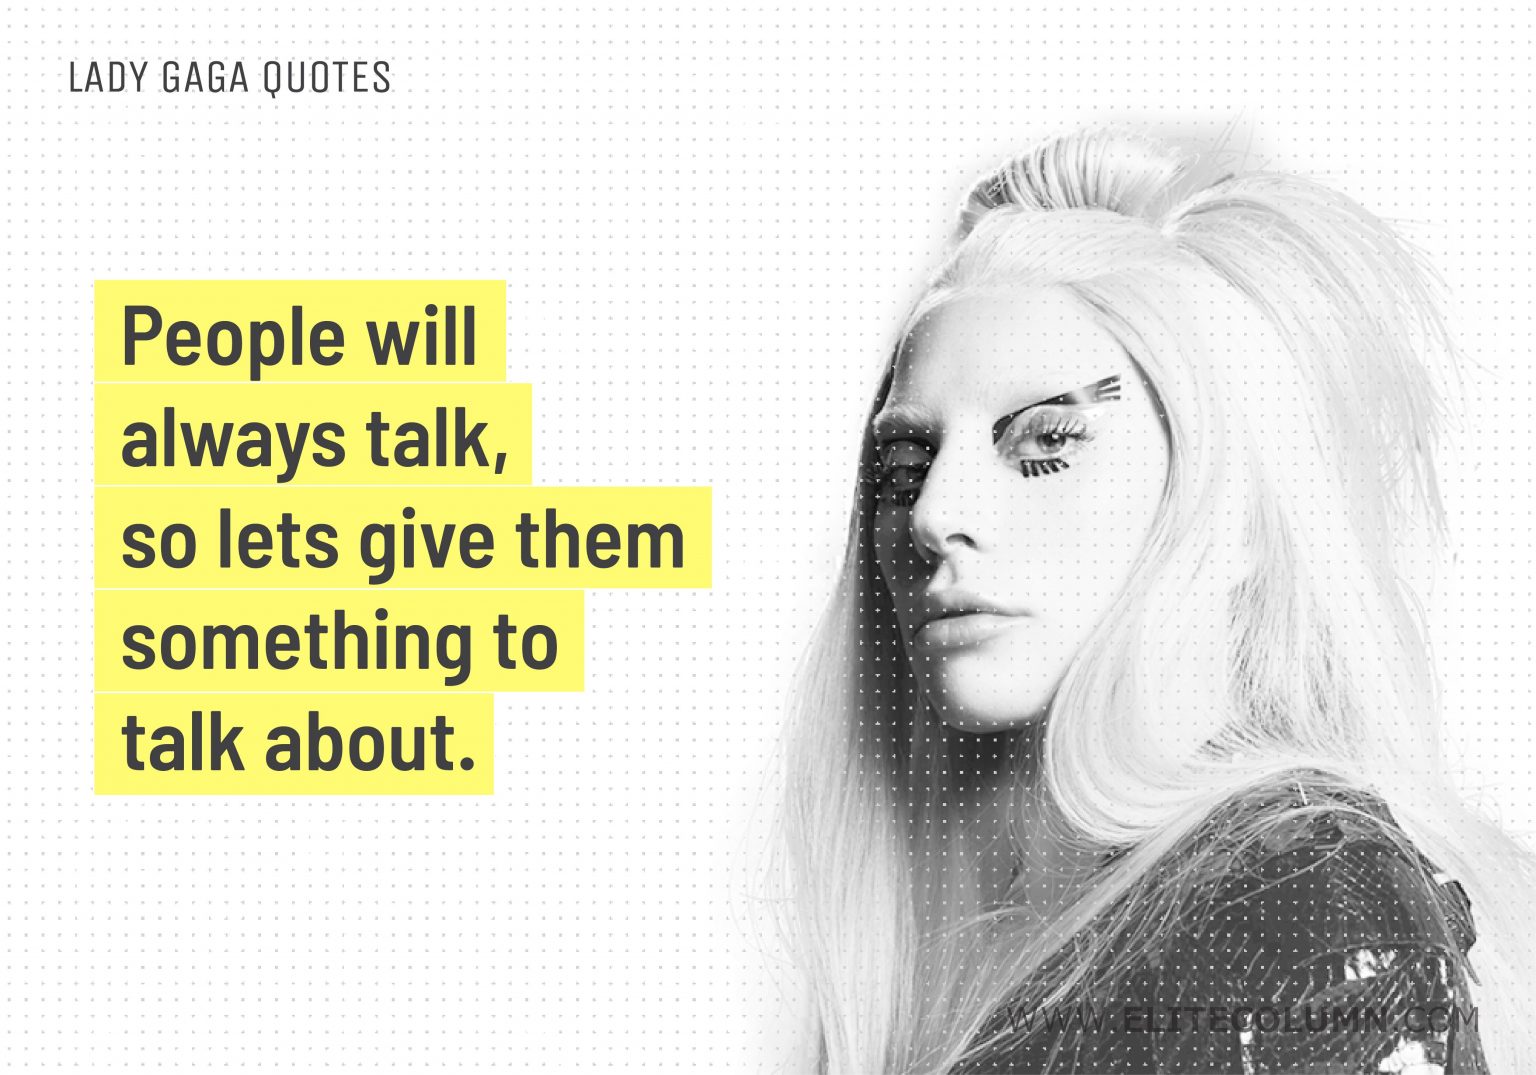 LADY GAGA QUOTES
People will
always talk,
so lets give them
something to
talk about.
WWW.ELITECOLUMN.COM